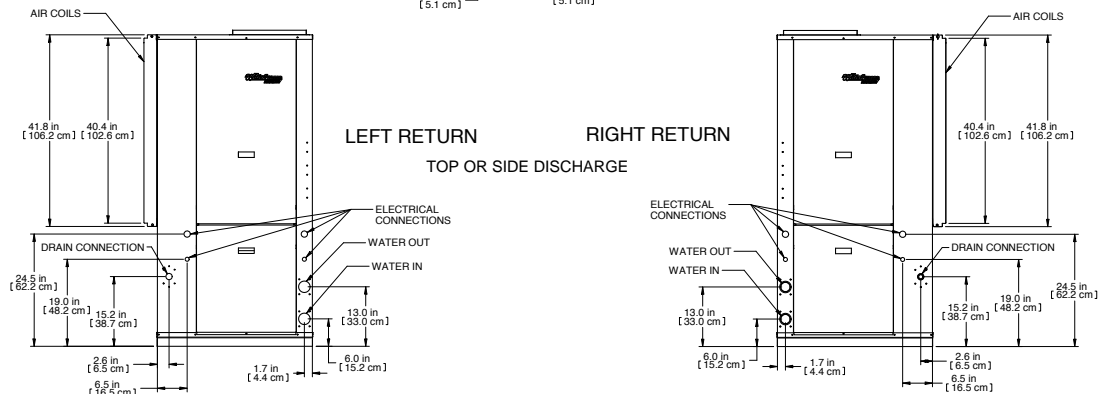 [ 5.1 cm ]
[ 5.1 cm ]
AIR COILS
AIR COILS
41.8 in
[ 106.2 cm ]
40.4 in
[ 102.6 cm ]
40.4 in
[ 102.6 cm ]
41.8 in
[ 106.2 cm ]
LEFT RETURN
RIGHT RETURN
TOP OR SIDE DISCHARGE
ELECTRICAL
CONNECTIONS
ELECTRICAL
CONNECTIONS
DRAIN CONNECTION
WATER OUT
WATER IN
WATER OUT
WATER IN
DRAIN CONNECTION
24.5 in
[ 62.2 cm ]
19.0 in
[ 48.2 cm ]
15.2 in
[ 38.7 cm ]
13.0 in
[ 33.0 cm ]
13.0 in
[ 33.0 cm ]
15.2 in
[ 38.7 cm ]
19.0 in
[ 48.2 cm ]
24.5 in
[ 62.2 cm ]
2.6 in
[ 6.5 cm ]
6.5 in
[ 16.5 cm ]
1.7 in
[ 4.4 cm ]
6.0 in
[ 15.2 cm ]
6.0 in
[ 15.2 cm ]
1.7 in
[ 4.4 cm ]
2.6 in
[ 6.5 cm ]
6.5 in
[ 16.5 cm ]